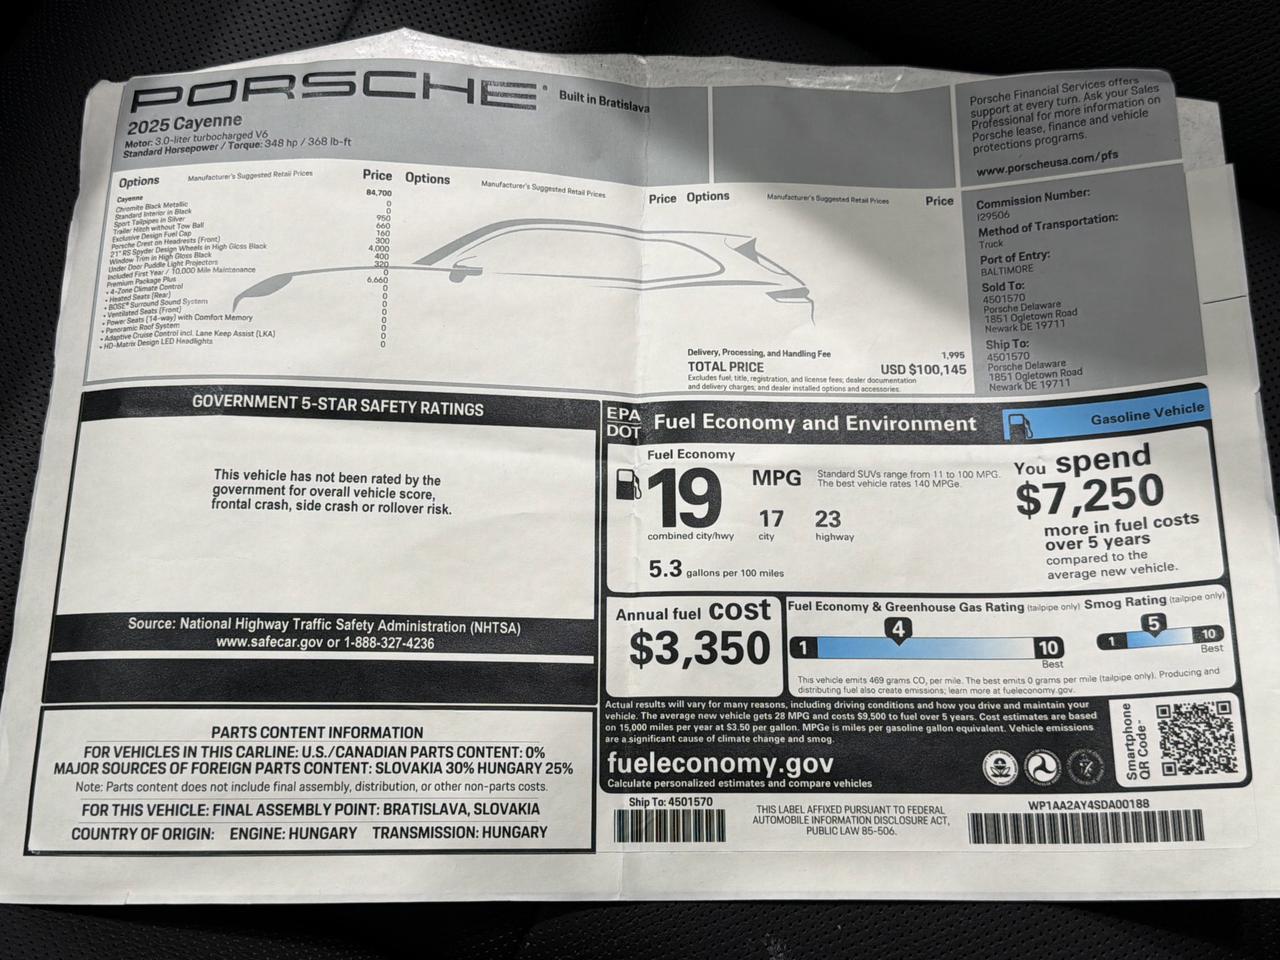 PORSCHE
Built in Bratislava
2025 Cayenne
Motor: 3.0-liter turbocharged V6
Standard Horsepower / Torque: 348 hp / 368 lb-ft
Porsche Financial Services offers
support at every turn. Ask your Sales
Professional for more information on
Porsche lease, finance and vehicle
protections programs.
www.porscheusa.com/pfs
Options Manufacturer's Suggested Retail Prices Price
Options Manufacturer's Suggested Retail Prices Price
Options Manufacturer's Suggested Retail Prices Price
Cayenne 84,700
Chromite Black Metallic 0
Standard Interior in Black 0
Sport Tailpipes in Silver 950
Trailer Hitch without Tow Ball 660
Exclusive Design Fuel Cap 160
Porsche Crest on Headrests (Front) 300
21" RS Spyder Design Wheels in High Gloss Black 4,000
Window Trim in High Gloss Black 400
Under Door Puddle Light Projectors 320
Included First Year / 10,000 Mile Maintenance 0
Premium Package Plus 6,660
• 4-Zone Climate Control 0
• Heated Seats (Rear) 0
• BOSE® Surround Sound System 0
• Ventilated Seats (Front) 0
• Power Seats (14-way) with Comfort Memory 0
• Panoramic Roof System 0
• Adaptive Cruise Control incl. Lane Keep Assist (LKA) 0
• HD-Matrix Design LED Headlights 0
Delivery, Processing, and Handling Fee 1,995
TOTAL PRICE USD $100,145
Excludes fuel, title, registration, and license fees; dealer documentation
and delivery charges; and dealer installed options and accessories.
Commission Number:
I29506
Method of Transportation:
Truck
Port of Entry:
BALTIMORE
Sold To:
4501570
Porsche Delaware
1851 Ogletown Road
Newark DE 19711
Ship To:
4501570
Porsche Delaware
1851 Ogletown Road
Newark DE 19711
GOVERNMENT 5-STAR SAFETY RATINGS
This vehicle has not been rated by the
government for overall vehicle score,
frontal crash, side crash or rollover risk.
Source: National Highway Traffic Safety Administration (NHTSA)
www.safecar.gov or 1-888-327-4236
PARTS CONTENT INFORMATION
FOR VEHICLES IN THIS CARLINE: U.S./CANADIAN PARTS CONTENT: 0%
MAJOR SOURCES OF FOREIGN PARTS CONTENT: SLOVAKIA 30% HUNGARY 25%
Note: Parts content does not include final assembly, distribution, or other non-parts costs.
FOR THIS VEHICLE: FINAL ASSEMBLY POINT: BRATISLAVA, SLOVAKIA
COUNTRY OF ORIGIN: ENGINE: HUNGARY TRANSMISSION: HUNGARY
EPA
DOT
Fuel Economy and Environment
Gasoline Vehicle
Fuel Economy
19 MPG
combined city/hwy
17
city
23
highway
5.3 gallons per 100 miles
Standard SUVs range from 11 to 100 MPG.
The best vehicle rates 140 MPGe.
You spend
$7,250
more in fuel costs
over 5 years
compared to the
average new vehicle.
Annual fuel cost
$3,350
Fuel Economy & Greenhouse Gas Rating (tailpipe only)
4
1 10
Best
Smog Rating (tailpipe only)
5
1 10
Best
This vehicle emits 469 grams CO₂ per mile. The best emits 0 grams per mile (tailpipe only). Producing and
distributing fuel also create emissions; learn more at fueleconomy.gov.
Actual results will vary for many reasons, including driving conditions and how you drive and maintain your
vehicle. The average new vehicle gets 28 MPG and costs $9,500 to fuel over 5 years. Cost estimates are based
on 15,000 miles per year at $3.50 per gallon. MPGe is miles per gasoline gallon equivalent. Vehicle emissions
are a significant cause of climate change and smog.
fueleconomy.gov
Calculate personalized estimates and compare vehicles
Smartphone
QR Code
Ship To: 4501570
THIS LABEL AFFIXED PURSUANT TO FEDERAL
AUTOMOBILE INFORMATION DISCLOSURE ACT,
PUBLIC LAW 85-506.
WP1AA2AY4SDA00188